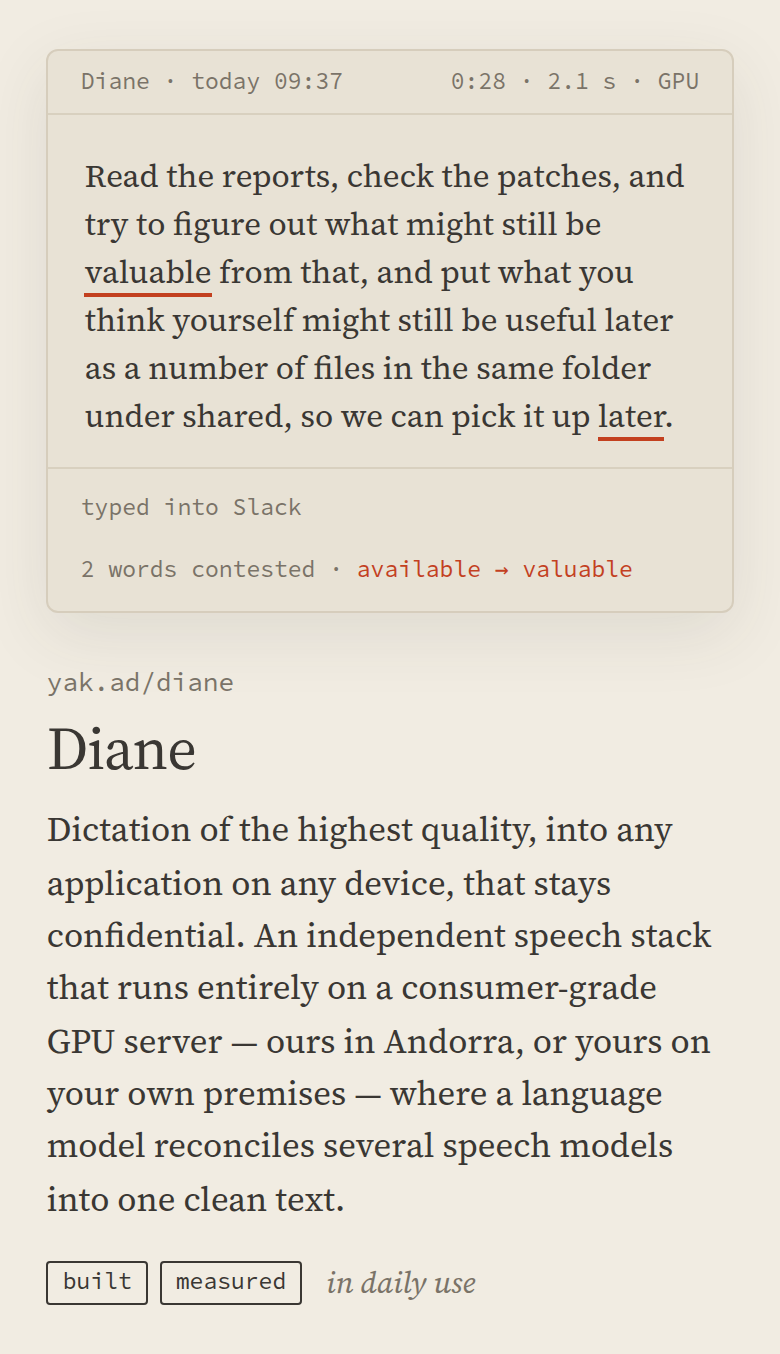 Diane · today 09:37
0:28 · 2.1 s · GPU
Read the reports, check the patches, and
try to figure out what might still be
valuable from that, and put what you
think yourself might still be useful later
as a number of files in the same folder
under shared, so we can pick it up later.
typed into Slack
2 words contested · available → valuable
yak.ad/diane
Diane
Dictation of the highest quality, into any
application on any device, that stays
confidential. An independent speech stack
that runs entirely on a consumer-grade
GPU server — ours in Andorra, or yours on
your own premises — where a language
model reconciles several speech models
into one clean text.
built
measured
in daily use